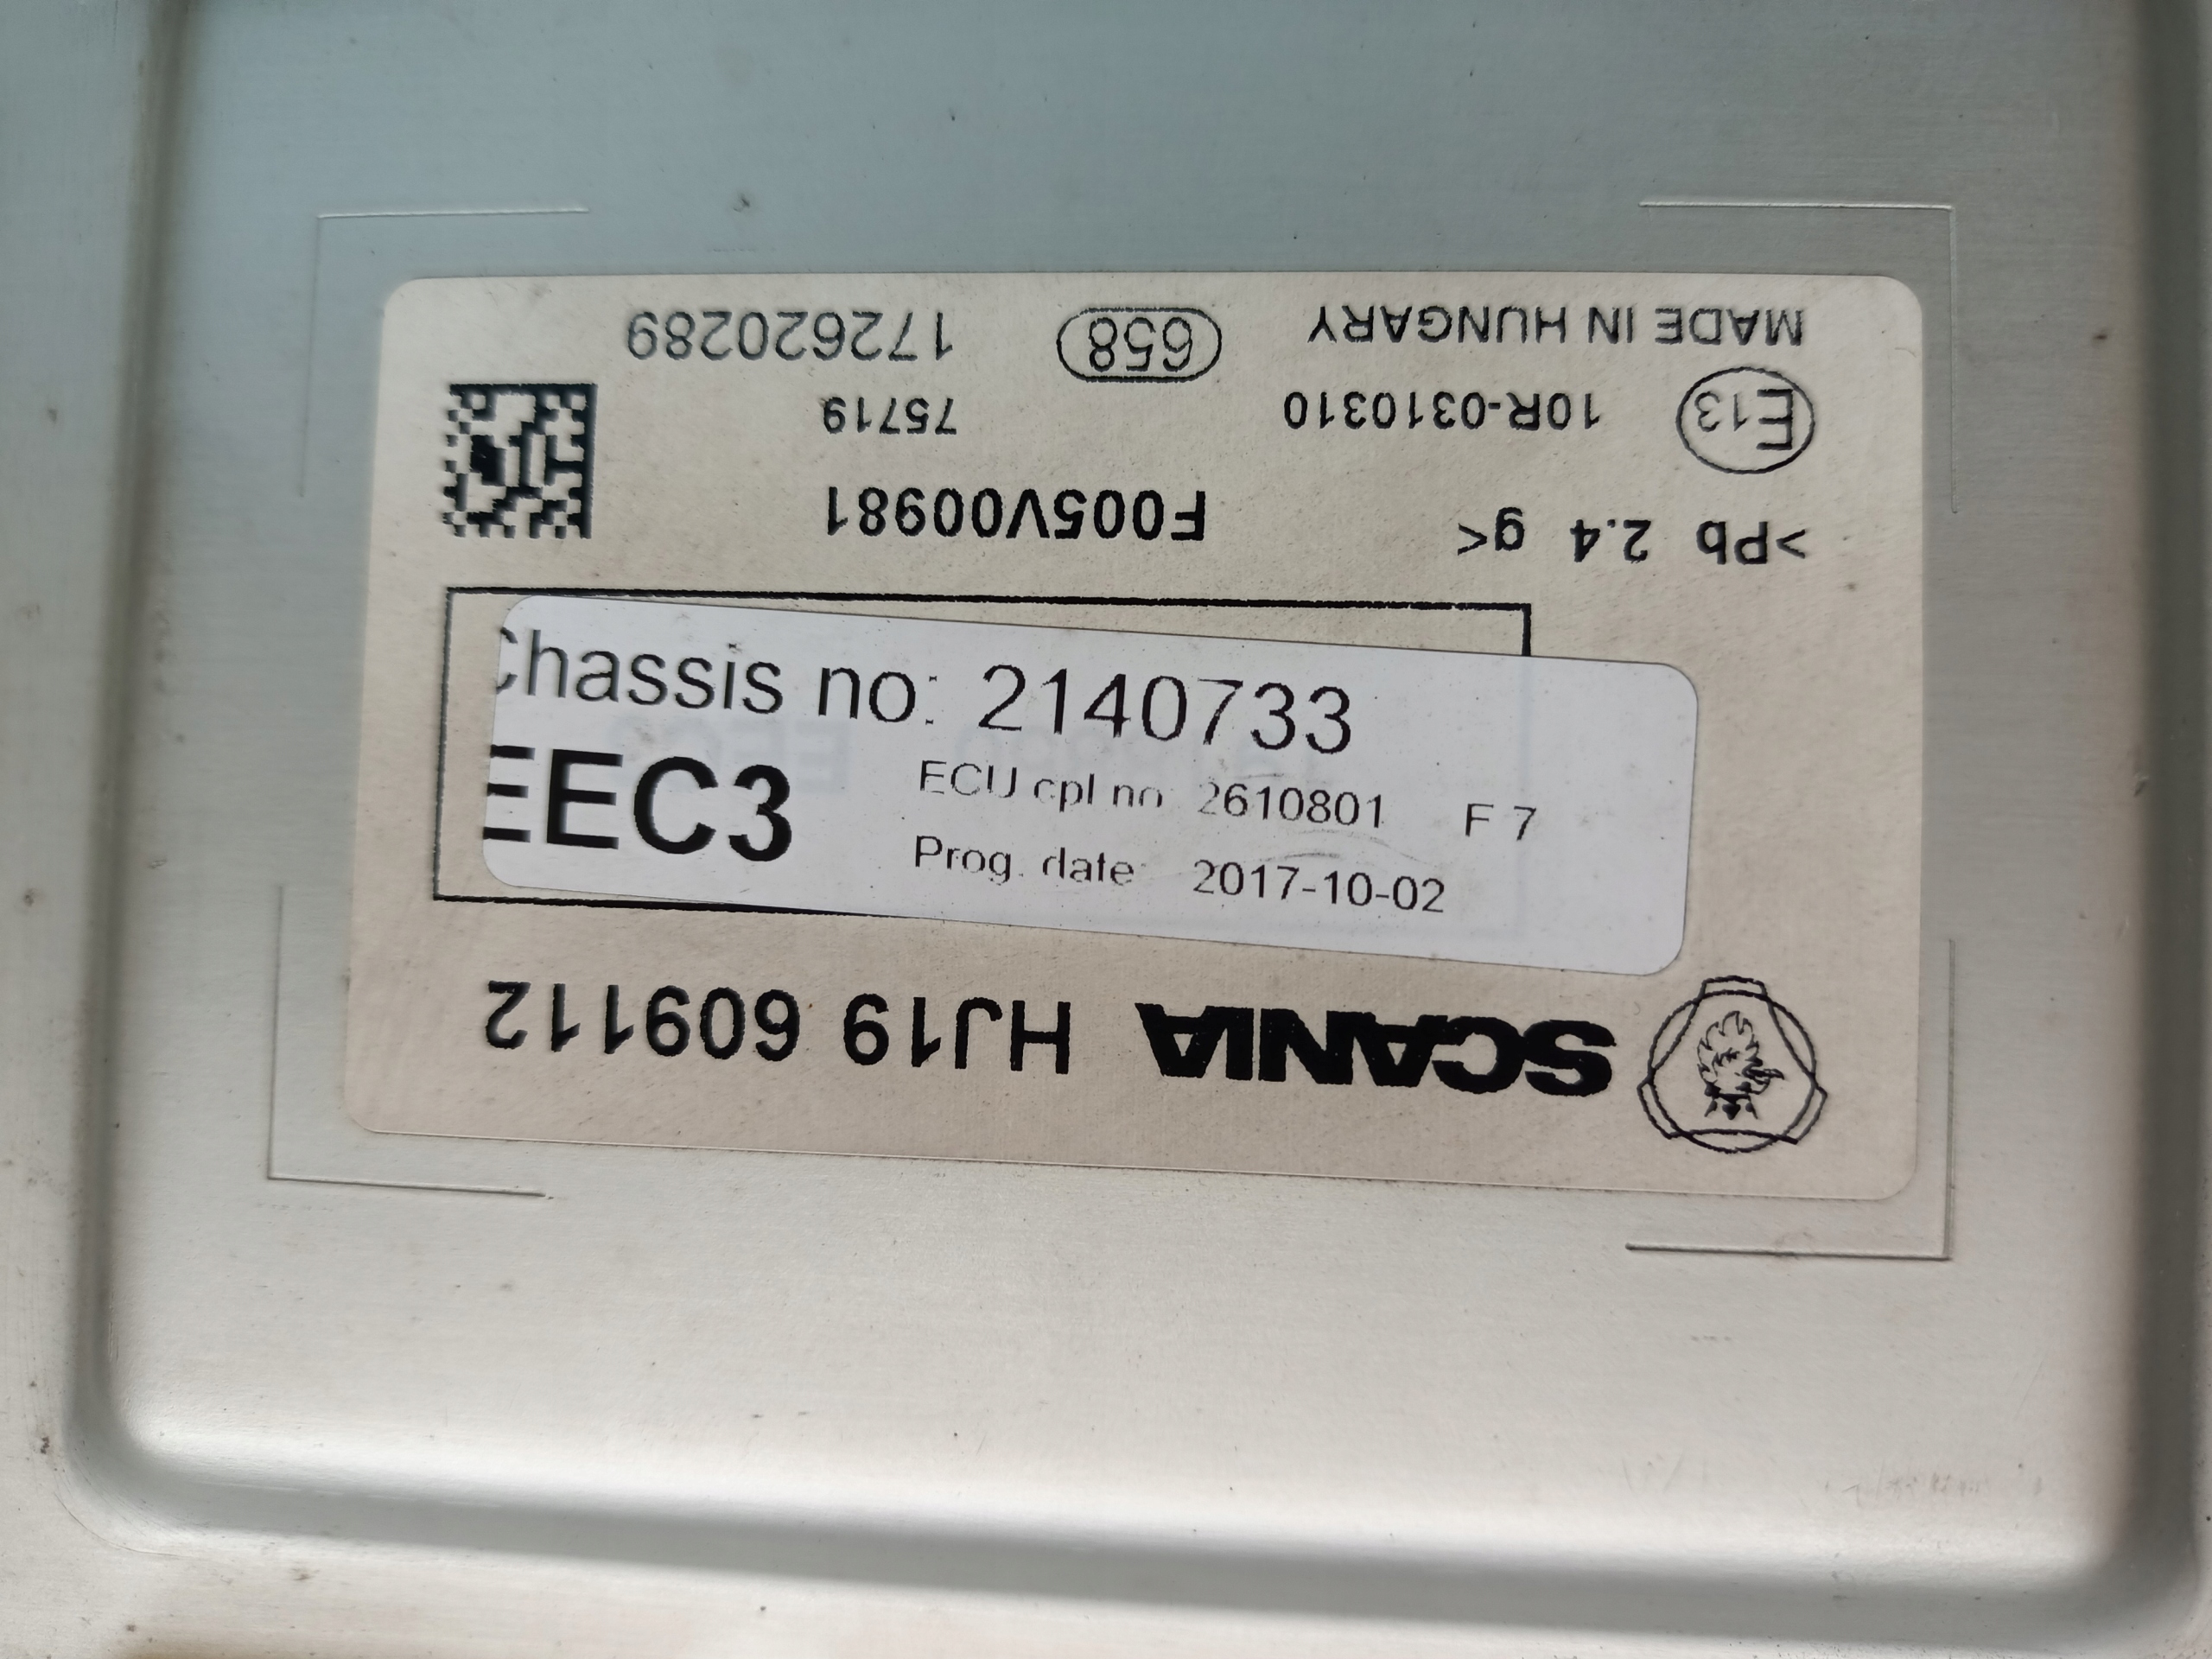 SCANIA HJ19 609112
Chassis no: 2140733
EEC3
ECU cpl no 2610801 F 7
Prog. date: 2017-10-02
>Pb 2.4 g< F005V00981
E13 10R-0310310 75719
MADE IN HUNGARY 658 172620289